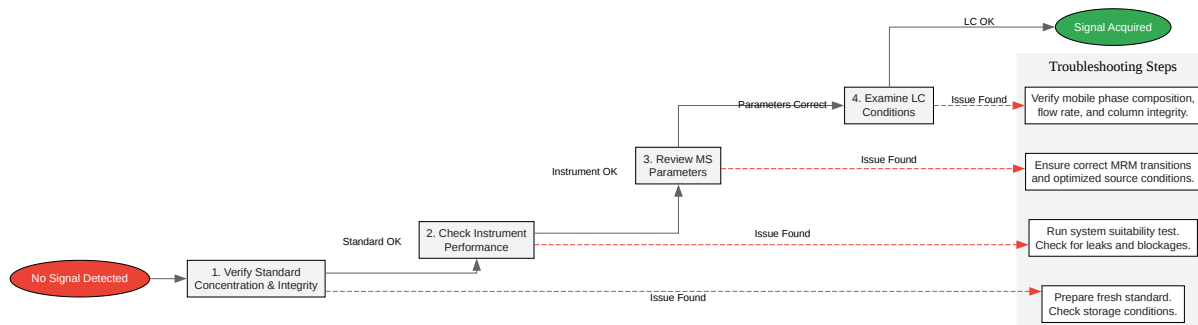 LC OK
Signal Acquired
Troubleshooting Steps
Parameters Correct
4. Examine LC
Conditions
Issue Found
Verify mobile phase composition,
flow rate, and column integrity.
Instrument OK
3. Review MS
Parameters
Issue Found
Ensure correct MRM transitions
and optimized source conditions.
Standard OK
2. Check Instrument
Performance
Issue Found
Run system suitability test.
Check for leaks and blockages.
No Signal Detected
1. Verify Standard
Concentration & Integrity
Issue Found
Prepare fresh standard.
Check storage conditions.